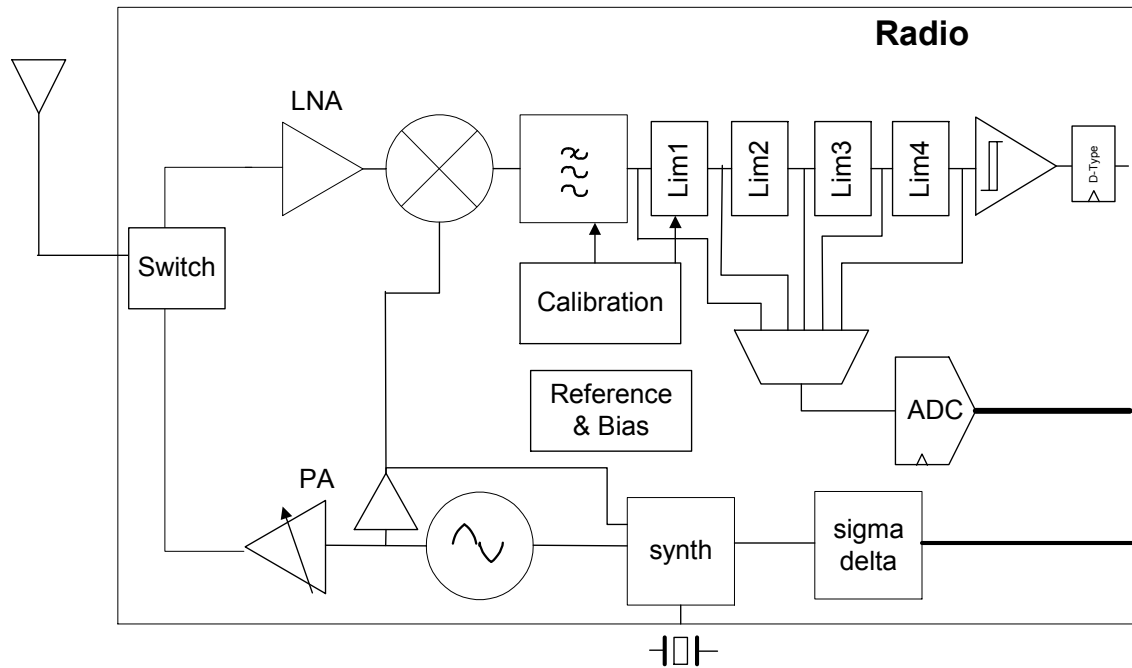 Radio
LNA
Lim1
Lim2
Lim3
Lim4
D-Type
Switch
Calibration
Reference
& Bias
ADC
PA
synth
sigma
delta